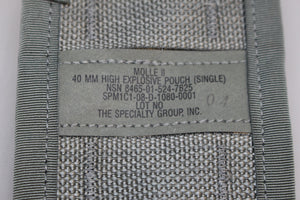 MOLLE II
40 MM HIGH EXPLOSIVE POUCH (SINGLE)
NSN 8465-01-524-7625
SPM1C1-08-D-1080-0001
LOT NO
THE SPECIALTY GROUP, INC.